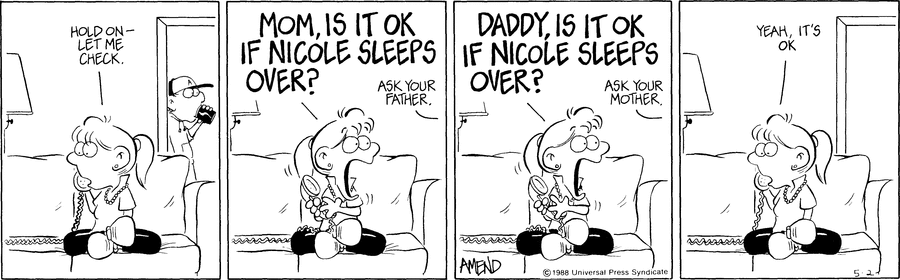 HOLD ON—
LET ME
CHECK.
MOM, IS IT OK
IF NICOLE SLEEPS
OVER?
ASK YOUR
FATHER.
DADDY, IS IT OK
IF NICOLE SLEEPS
OVER?
ASK YOUR
MOTHER.
AMEND
© 1988 Universal Press Syndicate
YEAH, IT'S
OK
5-2